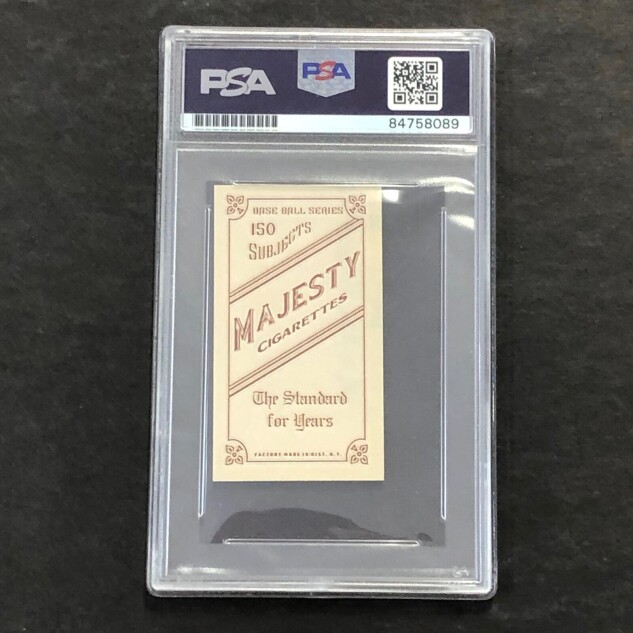 PSA
PSA
84758089
BASE BALL SERIES
150
SUBJECTS
MAJESTY
CIGARETTES
The Standard
for Years